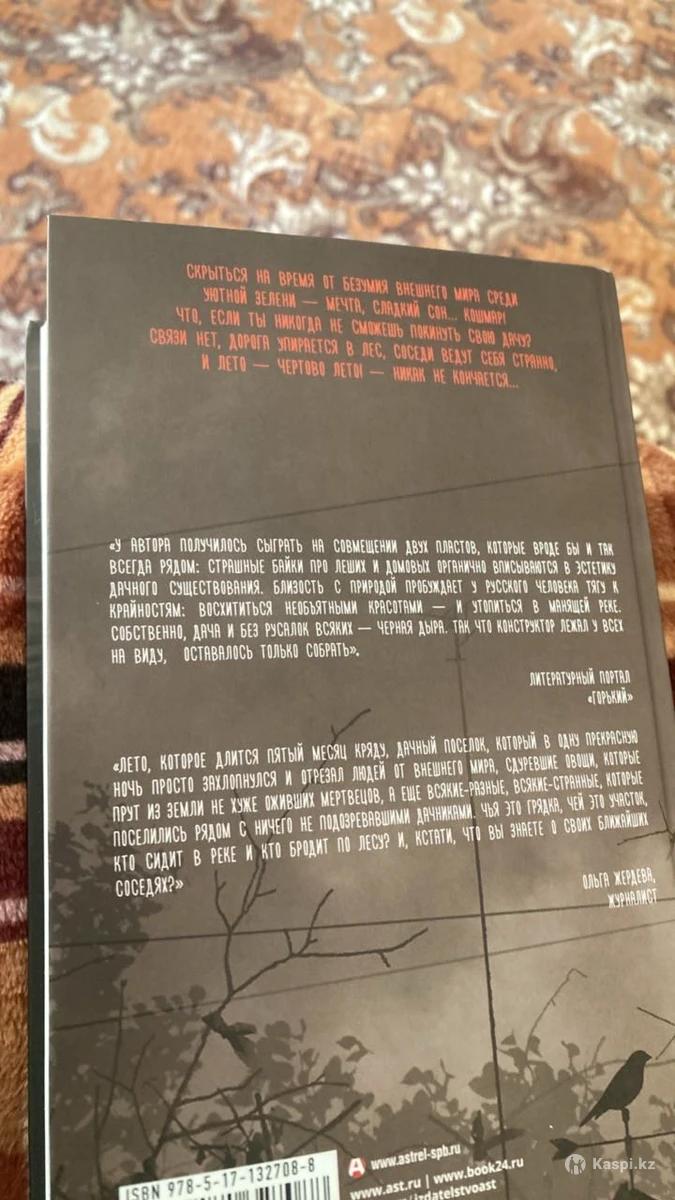 СКРЫТЬСЯ НА ВРЕМЯ ОТ БЕЗУМИЯ ВНЕШНЕГО МИРА СРЕДИ
УЮТНОЙ ЗЕЛЕНИ — МЕЧТА, СЛАДКИЙ СОН... КОШМАР!
ЧТО, ЕСЛИ ТЫ НИКОГДА НЕ СМОЖЕШЬ ПОКИНУТЬ СВОЮ ДАЧУ?
СВЯЗИ НЕТ, ДОРОГА УПИРАЕТСЯ В ЛЕС, СОСЕДИ ВЕДУТ СЕБЯ СТРАННО,
И ЛЕТО — ЧЕРТОВО ЛЕТО! — НИКАК НЕ КОНЧАЕТСЯ...
«У АВТОРА ПОЛУЧИЛОСЬ СЫГРАТЬ НА СОВМЕЩЕНИИ ДВУХ ПЛАСТОВ, КОТОРЫЕ ВРОДЕ БЫ И ТАК
ВСЕГДА РЯДОМ: СТРАШНЫЕ БАЙКИ ПРО ЛЕШИХ И ДОМОВЫХ ОРГАНИЧНО ВПИСЫВАЮТСЯ В ЭСТЕТИКУ
ДАЧНОГО СУЩЕСТВОВАНИЯ. БЛИЗОСТЬ С ПРИРОДОЙ ПРОБУЖДАЕТ У РУССКОГО ЧЕЛОВЕКА ТЯГУ К
КРАЙНОСТЯМ: ВОСХИТИТЬСЯ НЕОБЪЯТНЫМИ КРАСОТАМИ — И УТОПИТЬСЯ В МАНЯЩЕЙ РЕКЕ.
СОБСТВЕННО, ДАЧА И БЕЗ РУСАЛОК ВСЯКИХ — ЧЕРНАЯ ДЫРА. ТАК ЧТО КОНСТРУКТОР ЛЕЖАЛ У ВСЕХ
НА ВИДУ, ОСТАВАЛОСЬ ТОЛЬКО СОБРАТЬ».
ЛИТЕРАТУРНЫЙ ПОРТАЛ
«ГОРЬКИЙ»
«ЛЕТО, КОТОРОЕ ДЛИТСЯ ПЯТЫЙ МЕСЯЦ КРЯДУ, ДАЧНЫЙ ПОСЕЛОК, КОТОРЫЙ В ОДНУ ПРЕКРАСНУЮ
НОЧЬ ПРОСТО ЗАХЛОПНУЛСЯ И ОТРЕЗАЛ ЛЮДЕЙ ОТ ВНЕШНЕГО МИРА, СДУРЕВШИЕ ОВОЩИ, КОТОРЫЕ
ПРУТ ИЗ ЗЕМЛИ НЕ ХУЖЕ ОЖИВШИХ МЕРТВЕЦОВ, А ЕЩЕ ВСЯКИЕ-РАЗНЫЕ, ВСЯКИЕ-СТРАННЫЕ, КОТОРЫЕ
ПОСЕЛИЛИСЬ РЯДОМ С НИЧЕГО НЕ ПОДОЗРЕВАВШИМИ ДАЧНИКАМИ. ЧЬЯ ЭТО ГРЯДКА, ЧЕЙ ЭТО УЧАСТОК,
КТО СИДИТ В РЕКЕ И КТО БРОДИТ ПО ЛЕСУ? И, КСТАТИ, ЧТО ВЫ ЗНАЕТЕ О СВОИХ БЛИЖАЙШИХ
СОСЕДЯХ?»
ОЛЬГА ЖЕРДЕВА,
ЖУРНАЛИСТ
www.astrel-spb.ru
www.ast.ru | www.book24.ru
izdatelstvoast
ISBN 978-5-17-132708-8
Kaspi.kz